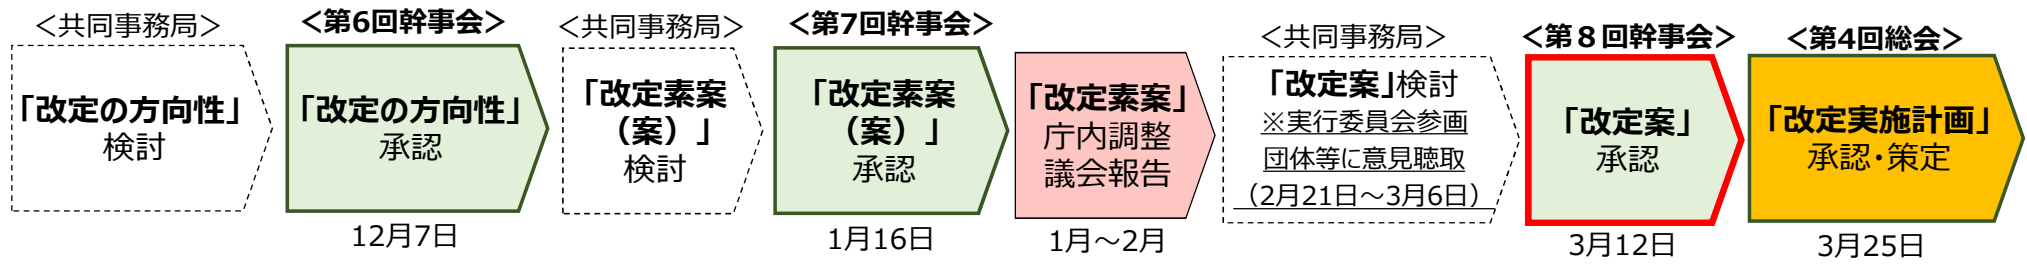 ＜共同事務局＞
「改定の方向性」
検討
＜第6回幹事会＞
「改定の方向性」
承認
12月7日
＜共同事務局＞
「改定素案
（案）」
検討
＜第7回幹事会＞
「改定素案
（案）」
承認
1月16日
「改定素案」
庁内調整
議会報告
1月～2月
＜共同事務局＞
「改定案」検討
※実行委員会参画
団体等に意見聴取
（2月21日～3月6日）
＜第８回幹事会＞
「改定案」
承認
3月12日
＜第4回総会＞
「改定実施計画」
承認・策定
3月25日